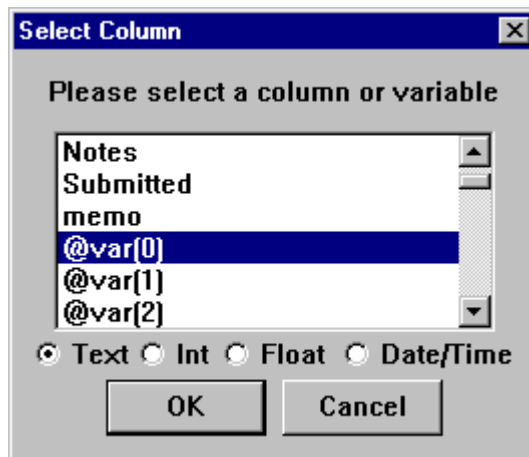 Select Column
Please select a column or variable
Notes
Submitted
memo
@var(0)
@var(1)
@var(2)
Text Int Float Date/Time
OK Cancel